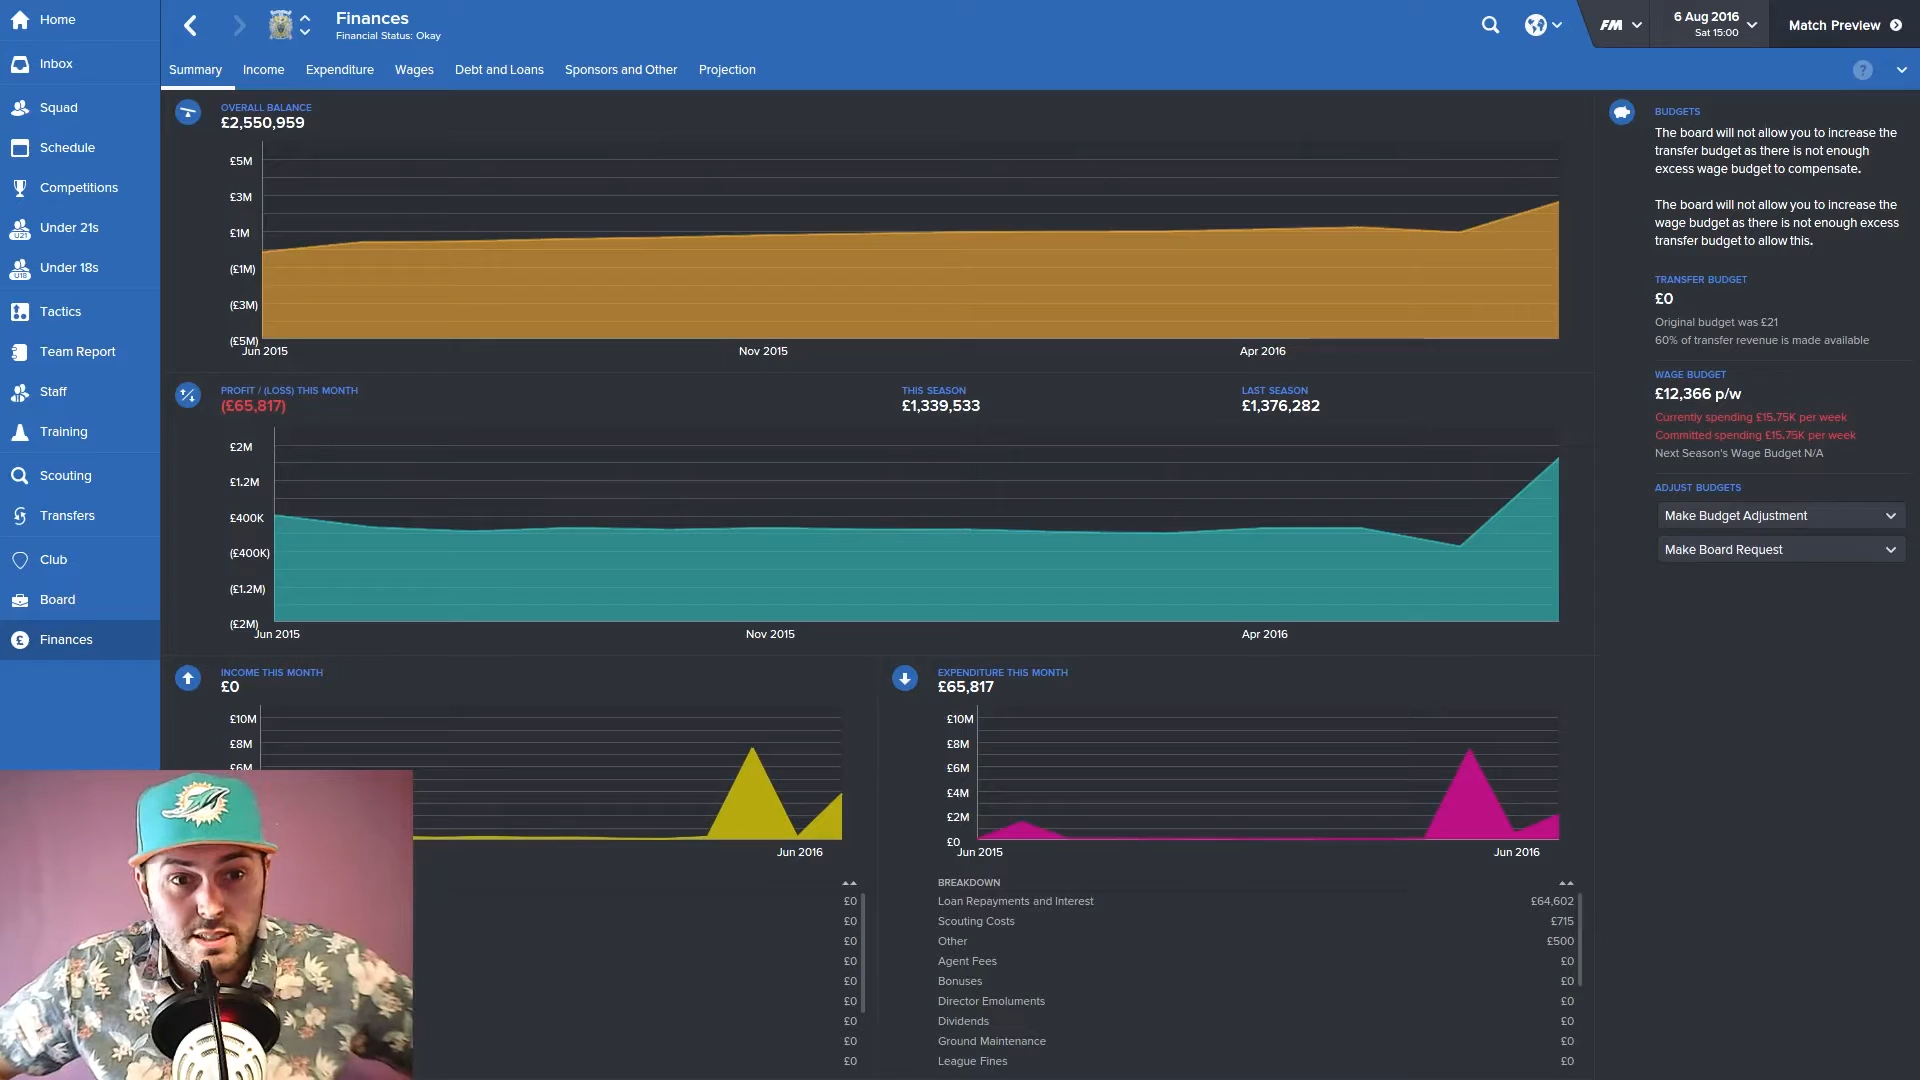 Home
Inbox
Squad
Schedule
Competitions
U21
Under 21s
U18
Under 18s
Tactics
Team Report
Staff
Training
Scouting
Transfers
Club
Board
£
Finances
Finances
Financial Status: Okay
FM
6 Aug 2016
Sat 15:00
Match Preview
Summary
Income
Expenditure
Wages
Debt and Loans
Sponsors and Other
Projection
?
OVERALL BALANCE
£2,550,959
£5M
£3M
£1M
(£1M)
(£3M)
(£5M)
Jun 2015
Nov 2015
Apr 2016
PROFIT / (LOSS) THIS MONTH
(£65,817)
THIS SEASON
£1,339,533
LAST SEASON
£1,376,282
£2M
£1.2M
£400K
(£400K)
(£1.2M)
(£2M)
Jun 2015
Nov 2015
Apr 2016
INCOME THIS MONTH
£0
£10M
£8M
£6M
Jun 2016
£0
£0
£0
£0
£0
£0
£0
£0
£0
EXPENDITURE THIS MONTH
£65,817
£10M
£8M
£6M
£4M
£2M
£0
Jun 2015
Jun 2016
BREAKDOWN
Loan Repayments and Interest £64,602
Scouting Costs £715
Other £500
Agent Fees £0
Bonuses £0
Director Emoluments £0
Dividends £0
Ground Maintenance £0
League Fines £0
BUDGETS
The board will not allow you to increase the
transfer budget as there is not enough
excess wage budget to compensate.
The board will not allow you to increase the
wage budget as there is not enough excess
transfer budget to allow this.
TRANSFER BUDGET
£0
Original budget was £21
60% of transfer revenue is made available
WAGE BUDGET
£12,366 p/w
Currently spending £15.75K per week
Committed spending £15.75K per week
Next Season's Wage Budget N/A
ADJUST BUDGETS
Make Budget Adjustment
Make Board Request